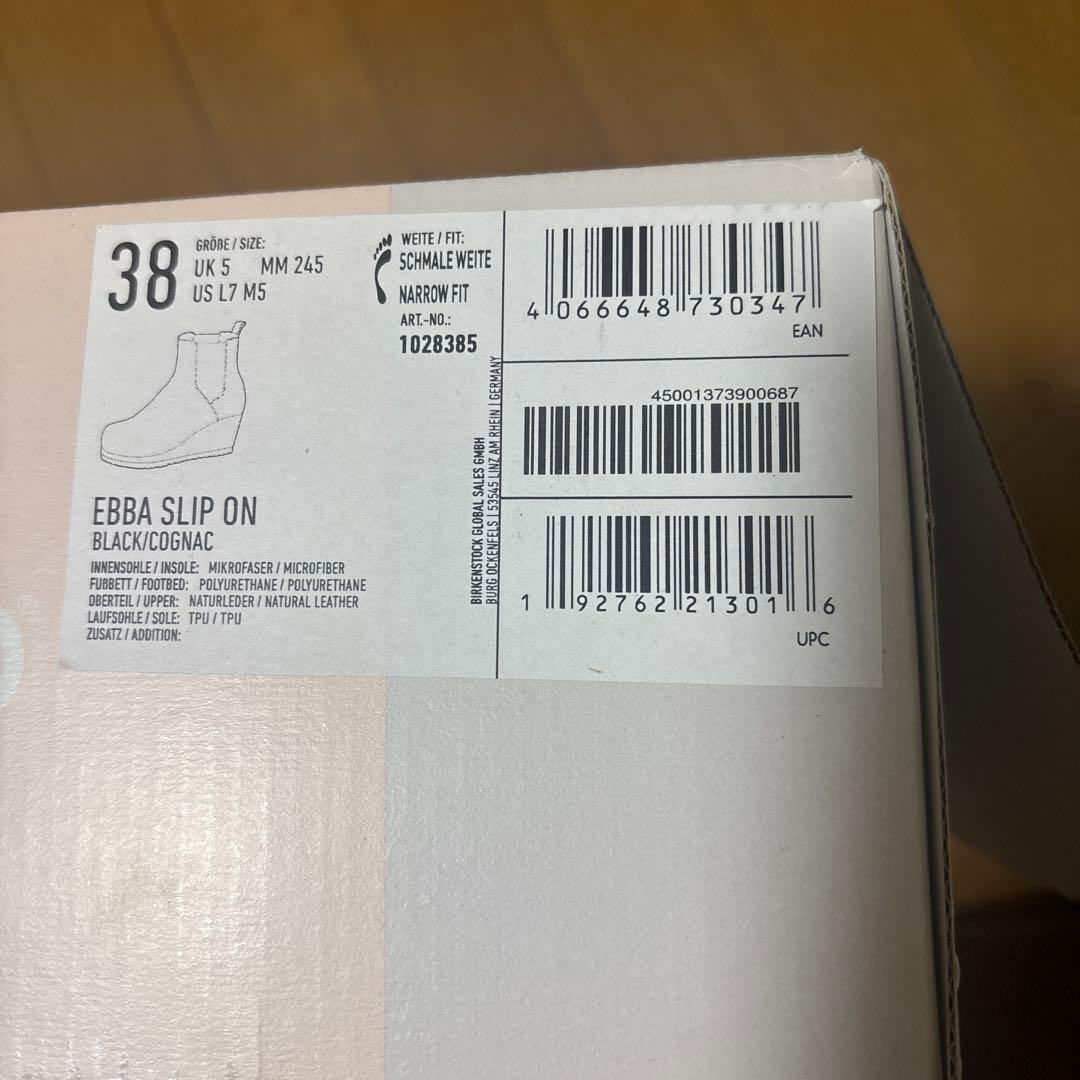 38
GRÖßE / SIZE:
UK 5 MM 245
US L7 M5
WEITE / FIT:
SCHMALE WEITE
NARROW FIT
ART.-NO.:
1028385
EBBA SLIP ON
BLACK/COGNAC
INNENSOHLE / INSOLE: MIKROFASER / MICROFIBER
FUßBETT / FOOTBED: POLYURETHANE / POLYURETHANE
OBERTEIL / UPPER: NATURLEDER / NATURAL LEATHER
LAUFSOHLE / SOLE: TPU / TPU
ZUSATZ / ADDITION:
BIRKENSTOCK GLOBAL SALES GMBH
BURG OCKENFELS | 53545 LINZ AM RHEIN | GERMANY
4 066648 730347
EAN
45001373900687
1 92762 21301 6
UPC